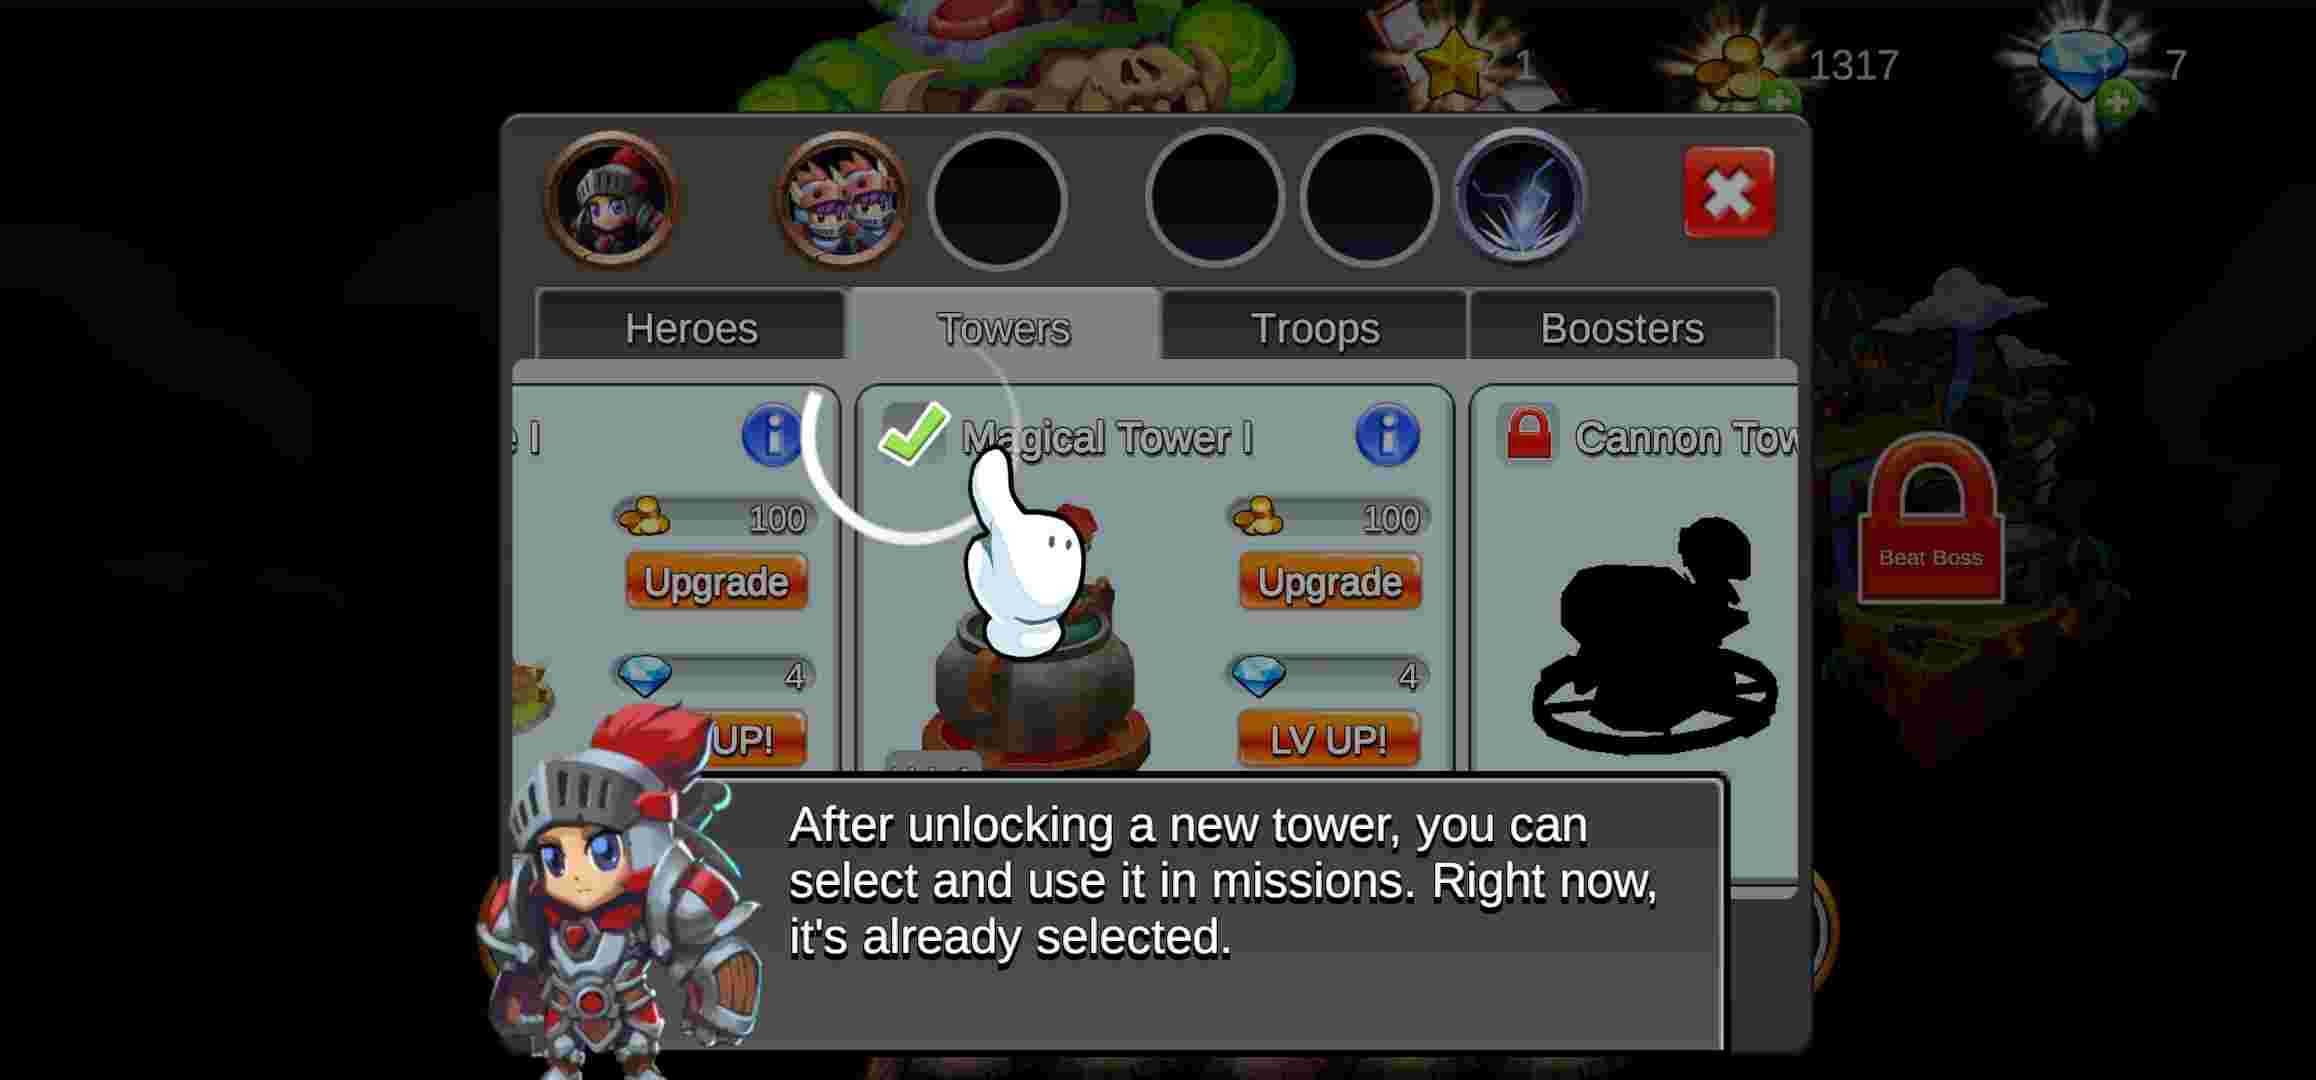 1
1317
7
Heroes
Towers
Troops
Boosters
I
Magical Tower I
Cannon Tow
100
100
Upgrade
Upgrade
Beat Boss
4
4
UP!
LV UP!
After unlocking a new tower, you can
select and use it in missions. Right now,
it's already selected.